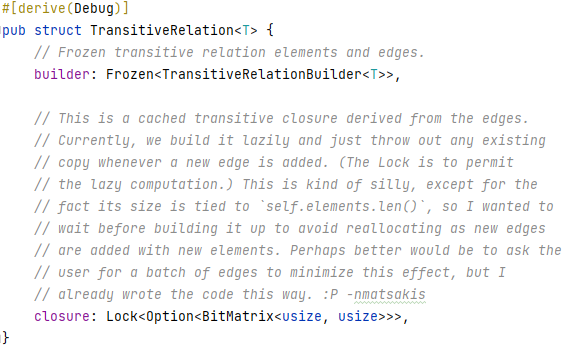 #[derive(Debug)]
pub struct TransitiveRelation<T> {
    // Frozen transitive relation elements and edges.
    builder: Frozen<TransitiveRelationBuilder<T>>,

    // This is a cached transitive closure derived from the edges.
    // Currently, we build it lazily and just throw out any existing
    // copy whenever a new edge is added. (The Lock is to permit
    // the lazy computation.) This is kind of silly, except for the
    // fact its size is tied to `self.elements.len()`, so I wanted to
    // wait before building it up to avoid reallocating as new edges
    // are added with new elements. Perhaps better would be to ask the
    // user for a batch of edges to minimize this effect, but I
    // already wrote the code this way. :P -nmatsakis
    closure: Lock<Option<BitMatrix<usize, usize>>>,
}